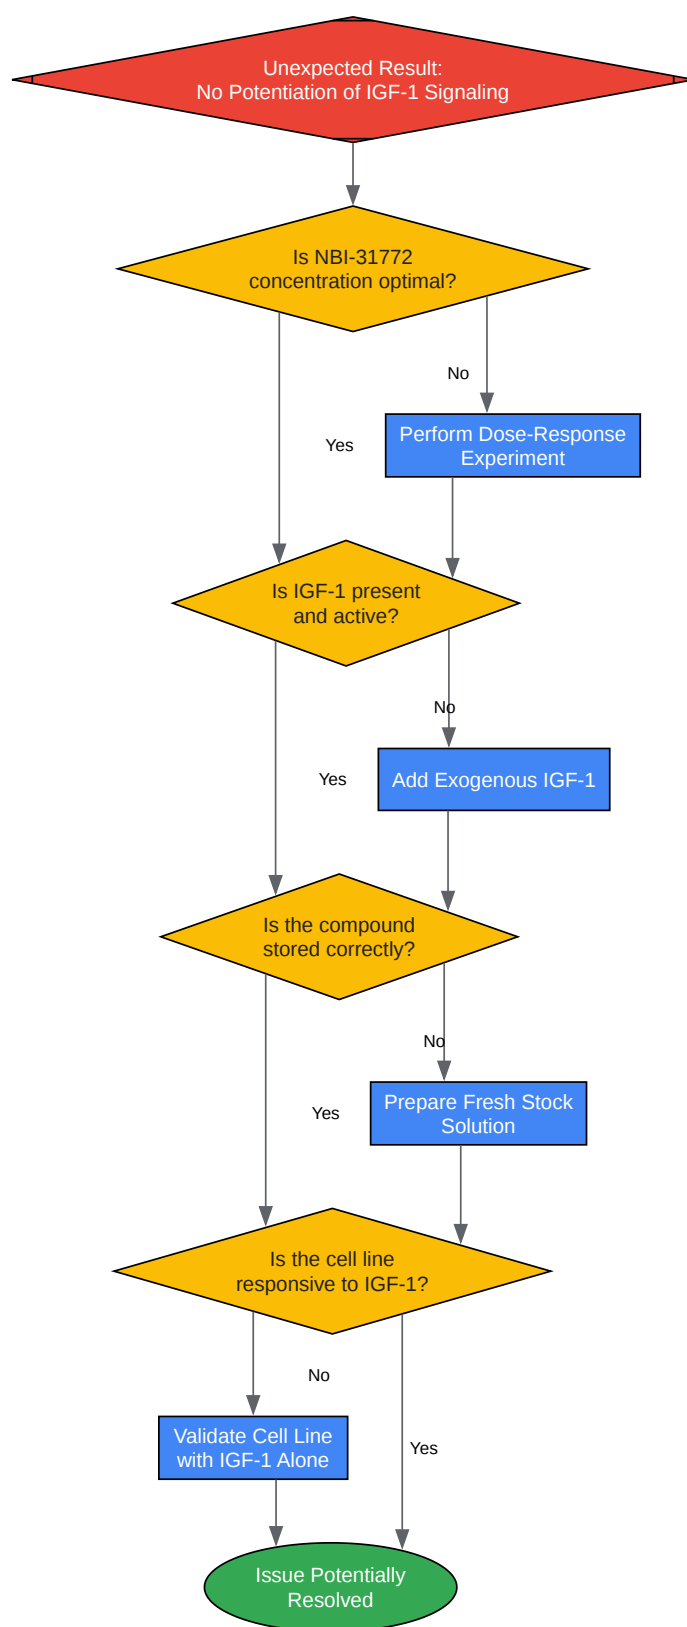 Unexpected Result:
No Potentiation of IGF-1 Signaling
Is NBI-31772
concentration optimal?
No
Yes
Perform Dose-Response
Experiment
Is IGF-1 present
and active?
No
Yes
Add Exogenous IGF-1
Is the compound
stored correctly?
No
Yes
Prepare Fresh Stock
Solution
Is the cell line
responsive to IGF-1?
No
Validate Cell Line
with IGF-1 Alone
Yes
Issue Potentially
Resolved